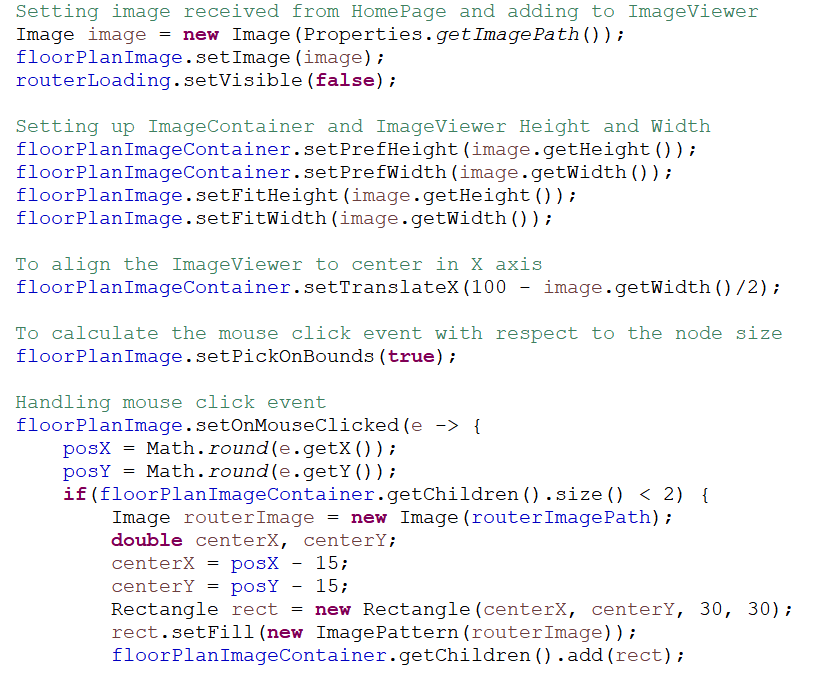 Setting image received from HomePage and adding to ImageViewer
Image image = new Image(Properties.getImagePath());
floorPlanImage.setImage(image);
routerLoading.setVisible(false);
Setting up ImageContainer and ImageViewer Height and Width
floorPlanImageContainer.setPrefHeight(image.getHeight());
floorPlanImageContainer.setPrefWidth(image.getWidth());
floorPlanImage.setFitHeight(image.getHeight());
floorPlanImage.setFitWidth(image.getWidth());
To align the ImageViewer to center in X axis
floorPlanImageContainer.setTranslateX(100 - image.getWidth()/2);
To calculate the mouse click event with respect to the node size
floorPlanImage.setPickOnBounds(true);
Handling mouse click event
floorPlanImage.setOnMouseClicked(e -> {
    posX = Math.round(e.getX());
    posY = Math.round(e.getY());
    if(floorPlanImageContainer.getChildren().size() < 2) {
        Image routerImage = new Image(routerImagePath);
        double centerX, centerY;
        centerX = posX - 15;
        centerY = posY - 15;
        Rectangle rect = new Rectangle(centerX, centerY, 30, 30);
        rect.setFill(new ImagePattern(routerImage));
        floorPlanImageContainer.getChildren().add(rect);